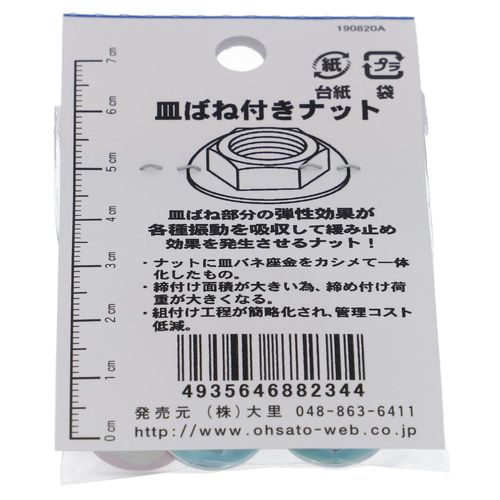 190820A
紙 プラ
台紙 袋
皿ばね付きナット
皿ばね部分の弾性効果が
各種振動を吸収して緩み止め
効果を発生させるナット！
・ナットに皿バネ座金をカシメて一体
化したもの。
・締付け面積が大きい為、締め付け荷
重が大きくなる。
・組付け工程が簡略化され、管理コスト
低減。
4935646882344
発売元 (株)大里 048-863-6411
http://www.ohsato-web.co.jp
7cm
6
5
4
3
2
1cm
0cm